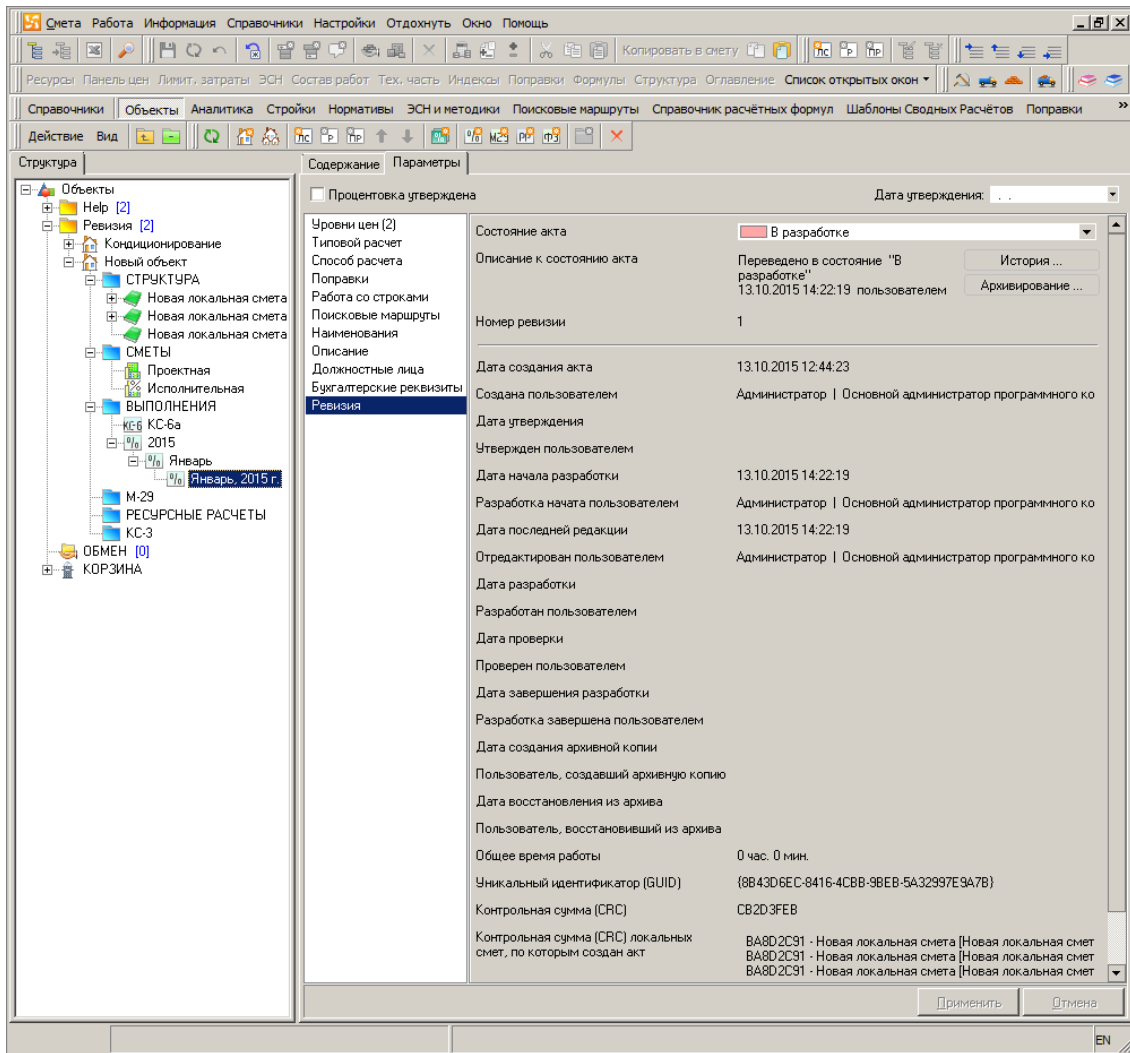 Смета Работа Информация Справочники Настройки Отдохнуть Окно Помощь
Копировать в смету
Ресурсы Панель цен Лимит. затраты ЭСН Состав работ Тех. часть Индексы Поправки Формулы Структура Оглавление Список открытых окон
Справочники Объекты Аналитика Стройки Нормативы ЭСН и методики Поисковые маршруты Справочник расчётных формул Шаблоны Сводных Расчётов Поправки »
Действие Вид
Структура
Содержание Параметры
Объекты
Help [2]
Ревизия [2]
Кондиционирование
Новый объект
СТРУКТУРА
Новая локальная смета
Новая локальная смета
Новая локальная смета
СМЕТЫ
Проектная
Исполнительная
ВЫПОЛНЕНИЯ
КС-6 КС-6а
% 2015
% Январь
% Январь, 2015 г.
М-29
РЕСУРСНЫЕ РАСЧЕТЫ
КС-3
ОБМЕН [0]
КОРЗИНА
Процентовка утверждена
Дата утверждения: . .
Уровни цен (2)
Типовой расчет
Способ расчета
Поправки
Работа со строками
Поисковые маршруты
Наименования
Описание
Должностные лица
Бухгалтерские реквизиты
Ревизия
Состояние акта В разработке
Описание к состоянию акта Переведено в состояние "В
разработке"
13.10.2015 14:22:19 пользователем
История ...
Архивирование ...
Номер ревизии 1
Дата создания акта 13.10.2015 12:44:23
Создана пользователем Администратор | Основной администратор программного ко
Дата утверждения
Утвержден пользователем
Дата начала разработки 13.10.2015 14:22:19
Разработка начата пользователем Администратор | Основной администратор программного ко
Дата последней редакции 13.10.2015 14:22:19
Отредактирован пользователем Администратор | Основной администратор программного ко
Дата разработки
Разработан пользователем
Дата проверки
Проверен пользователем
Дата завершения разработки
Разработка завершена пользователем
Дата создания архивной копии
Пользователь, создавший архивную копию
Дата восстановления из архива
Пользователь, восстановивший из архива
Общее время работы 0 час. 0 мин.
Уникальный идентификатор (GUID) {8B43D6EC-8416-4CBB-9BEB-5A32997E9A7B}
Контрольная сумма (CRC) CB2D3FEB
Контрольная сумма (CRC) локальных
смет, по которым создан акт
BA8D2C91 - Новая локальная смета [Новая локальная смет
BA8D2C91 - Новая локальная смета [Новая локальная смет
BA8D2C91 - Новая локальная смета [Новая локальная смет
Применить Отмена
EN